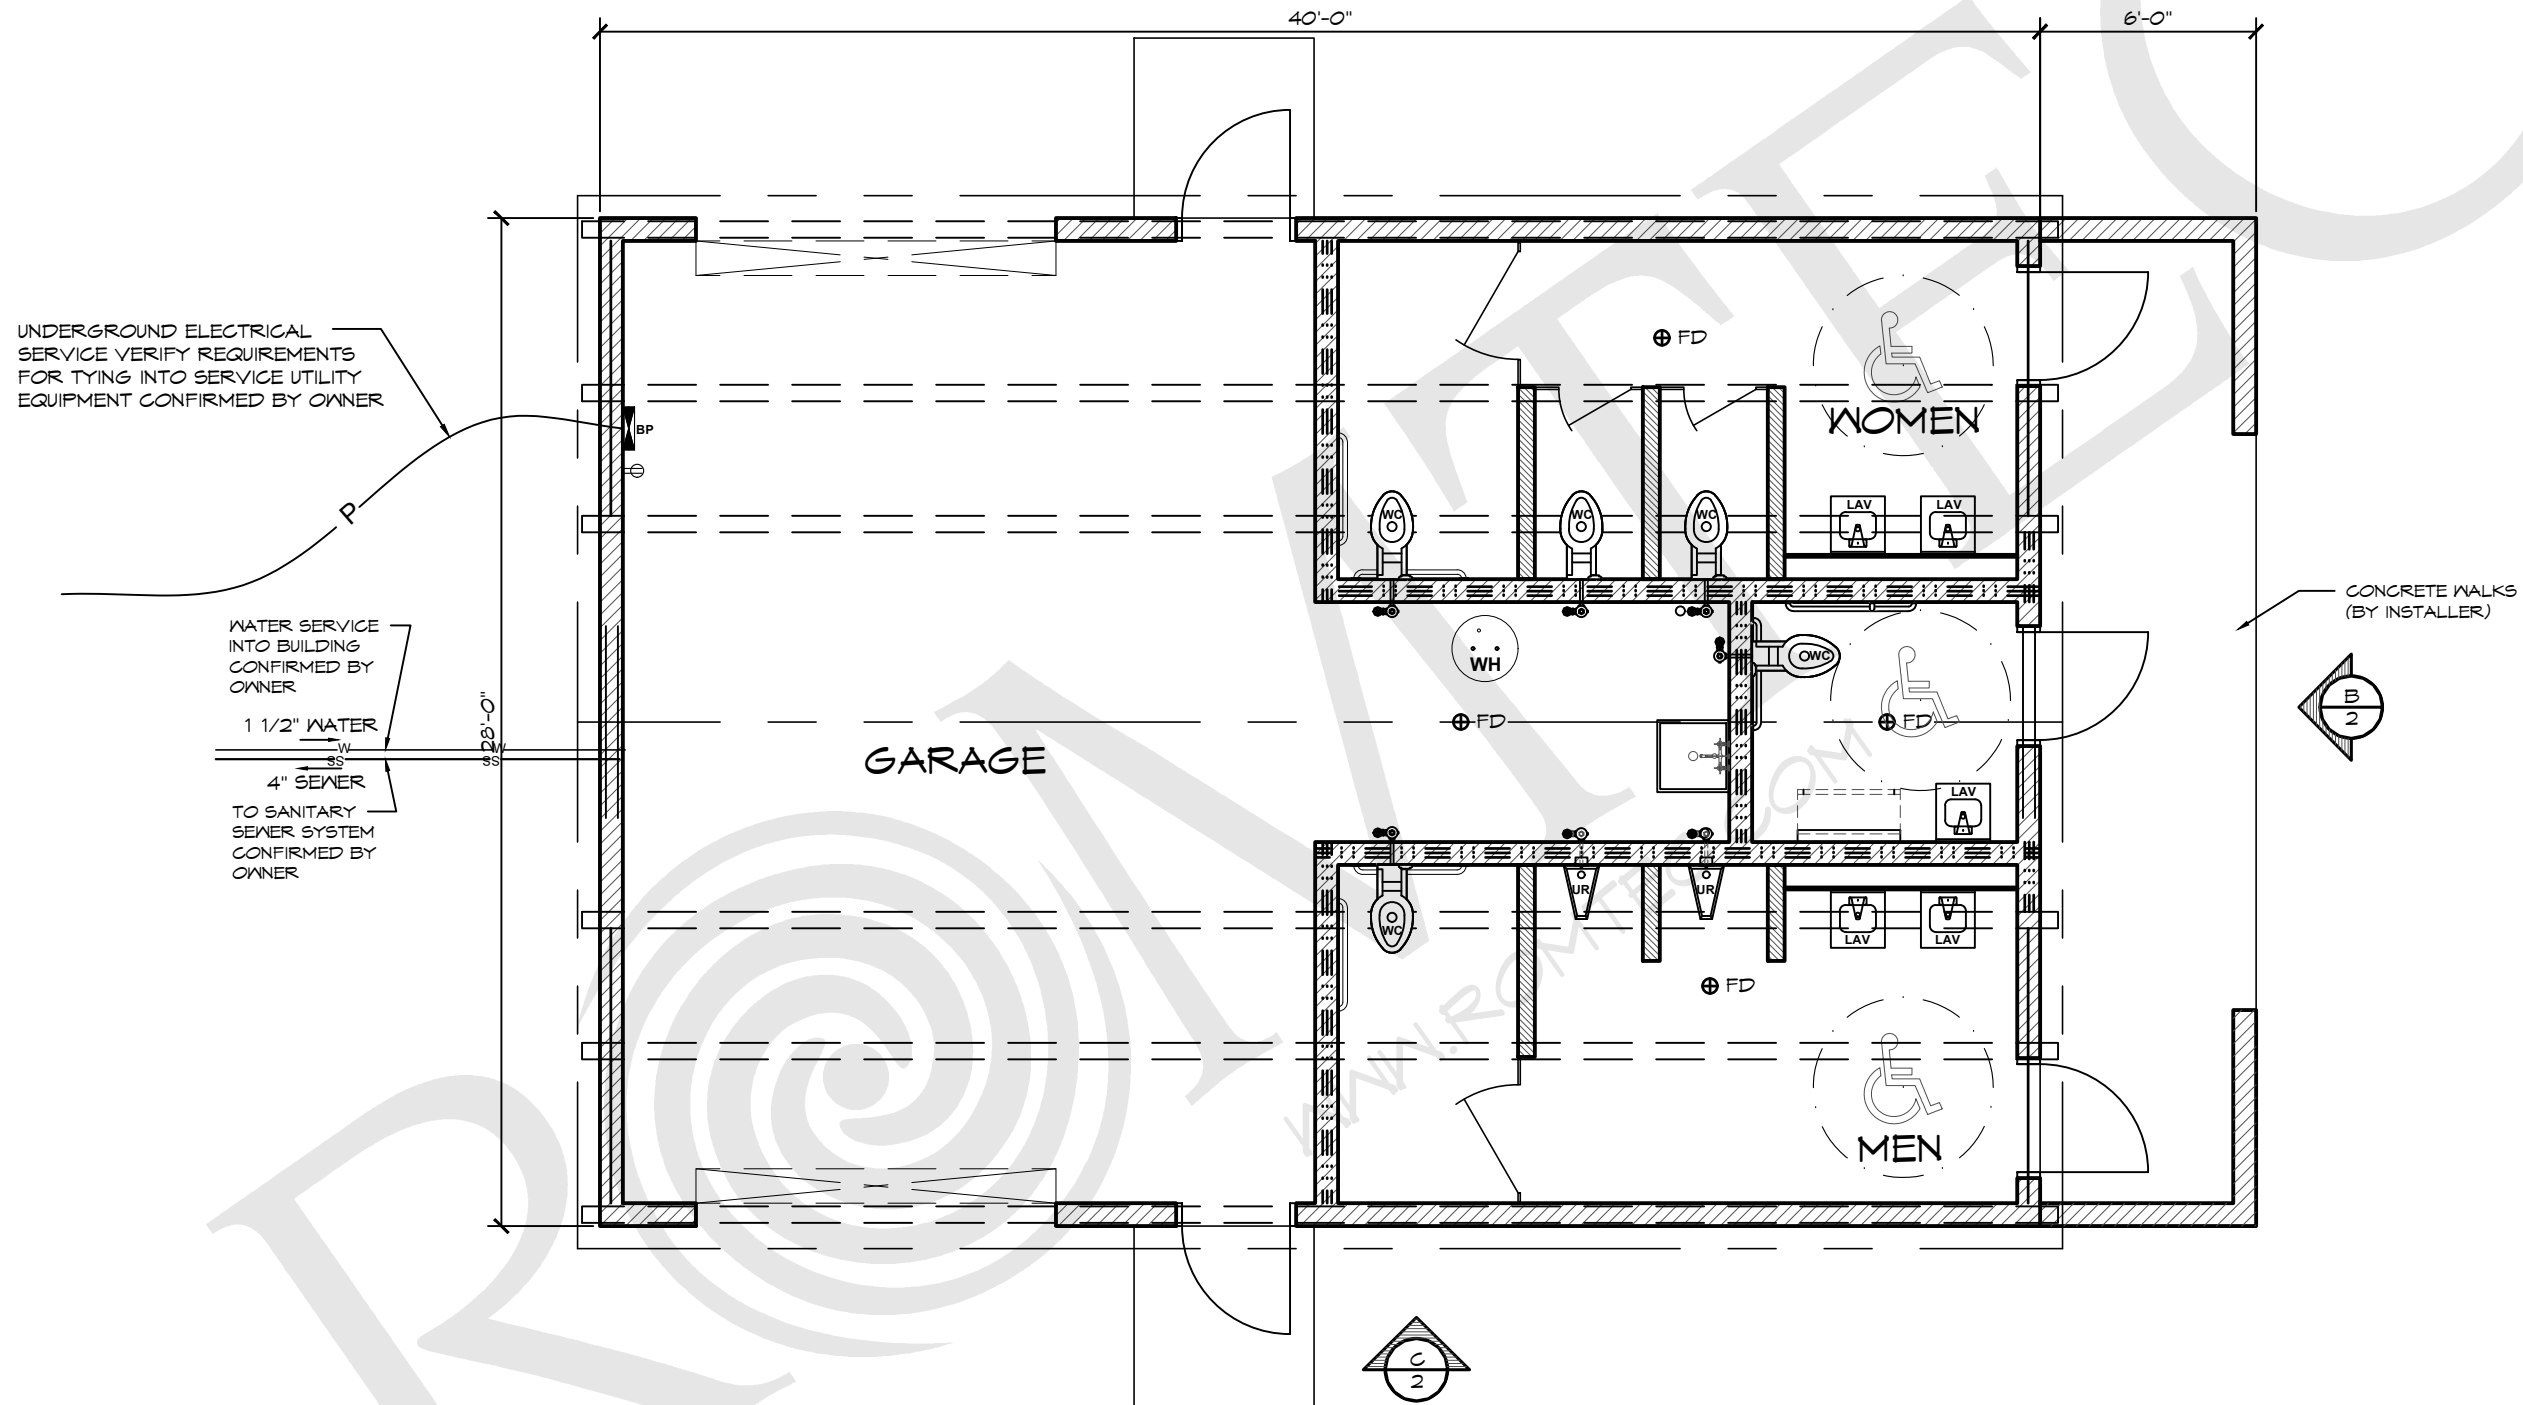 40'-0"
6'-0"
UNDERGROUND ELECTRICAL
SERVICE VERIFY REQUIREMENTS
FOR TYING INTO SERVICE UTILITY
EQUIPMENT CONFIRMED BY OWNER
P
BP
FD
WOMEN
WC
WC
WC
LAV
LAV
WATER SERVICE
INTO BUILDING
CONFIRMED BY
OWNER
1 1/2" WATER
W
W
SS
SS
4" SEWER
TO SANITARY
SEWER SYSTEM
CONFIRMED BY
OWNER
28'-0"
GARAGE
WH
FD
WC
FD
LAV
CONCRETE WALKS
(BY INSTALLER)
B
2
WC
UR
UR
LAV
LAV
FD
MEN
C
2
ROMTEC
WWW.ROMTEC.COM